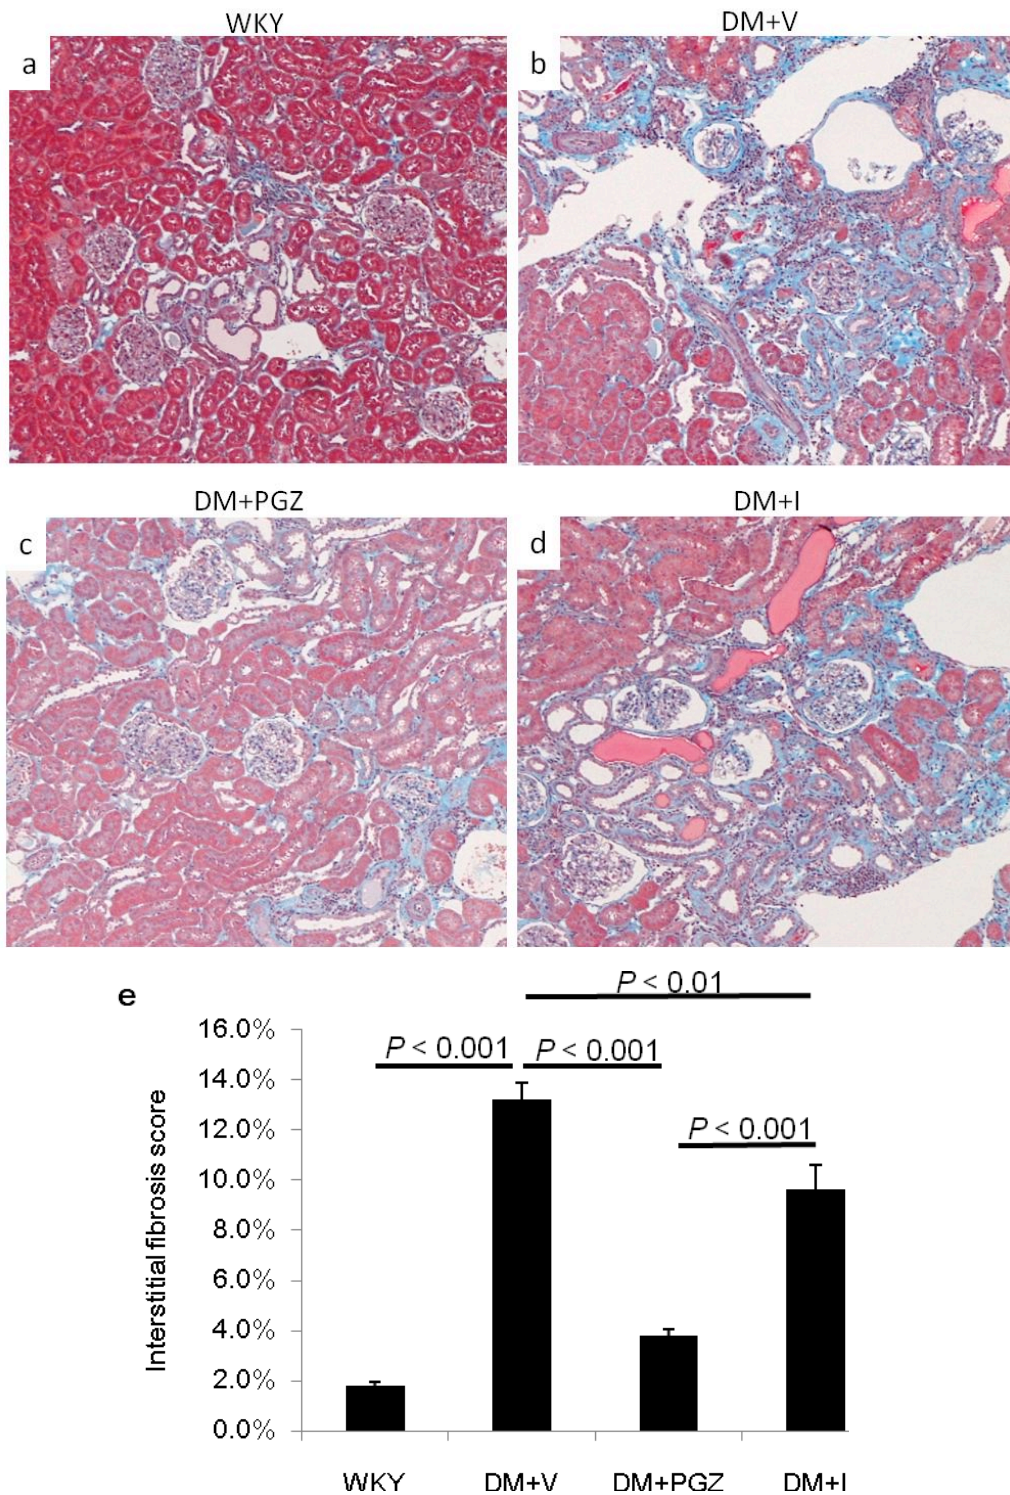 WKY
DM+V
a
b
DM+PGZ
DM+I
c
d
e
P < 0.01
P < 0.001
P < 0.001
P < 0.001
Interstitial fibrosis score
16.0%
14.0%
12.0%
10.0%
8.0%
6.0%
4.0%
2.0%
0.0%
WKY
DM+V
DM+PGZ
DM+I